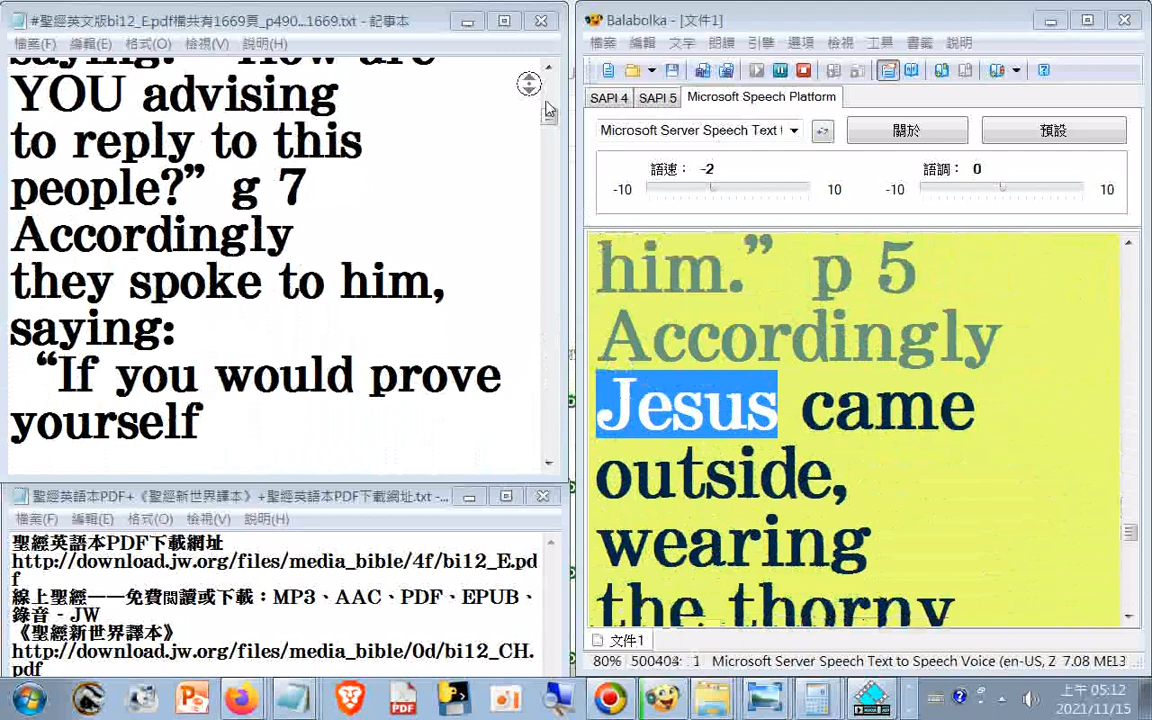 #聖經英文版bi12_E.pdf檔共有1669頁_p490...1669.txt - 記事本
檔案(F) 編輯(E) 格式(O) 檢視(V) 說明(H)
saying: “How are
YOU advising
to reply to this
people?” g 7
Accordingly
they spoke to him,
saying:
“If you would prove
yourself
聖經英語本PDF+《聖經新世界譯本》+聖經英語本PDF下載網址.txt -...
檔案(F) 編輯(E) 格式(O) 檢視(V) 說明(H)
聖經英語本PDF下載網址
http://download.jw.org/files/media_bible/4f/bi12_E.pd
f
線上聖經——免費閱讀或下載：MP3、AAC、PDF、EPUB、
錄音 - JW
《聖經新世界譯本》
http://download.jw.org/files/media_bible/0d/bi12_CH.
pdf
Balabolka - [文件1]
檔案 編輯 文字 朗讀 引擎 選項 檢視 工具 書籤 說明
SAPI 4 SAPI 5 Microsoft Speech Platform
Microsoft Server Speech Text 關於 預設
語速： -2 語調： 0
-10 10 -10 10
him.” p 5
Accordingly
Jesus came
outside,
wearing
the thorny
文件1
80% 500404: 1 Microsoft Server Speech Text to Speech Voice (en-US, Z 7.08 ME13
PDF
上午 05:12
2021/11/15